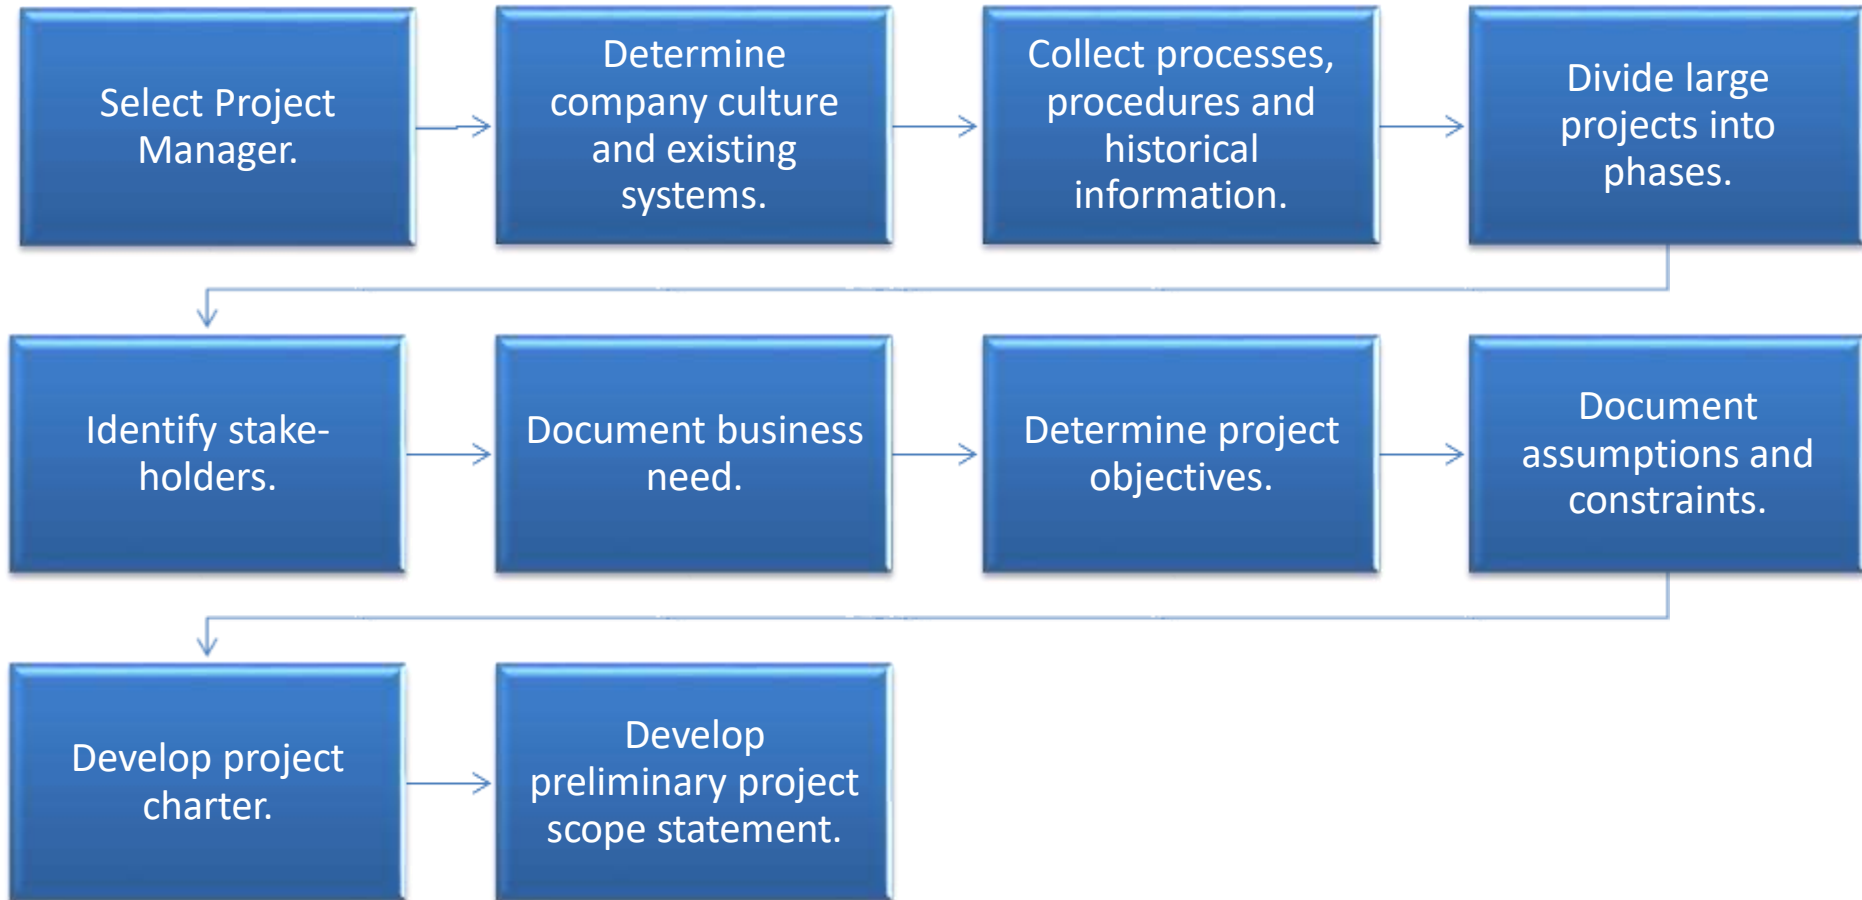 Select Project
Manager.
Determine
company culture
and existing
systems.
Collect processes,
procedures and
historical
information.
Divide large
projects into
phases.
Identify stake-
holders.
Document business
need.
Determine project
objectives.
Document
assumptions and
constraints.
Develop project
charter.
Develop
preliminary project
scope statement.